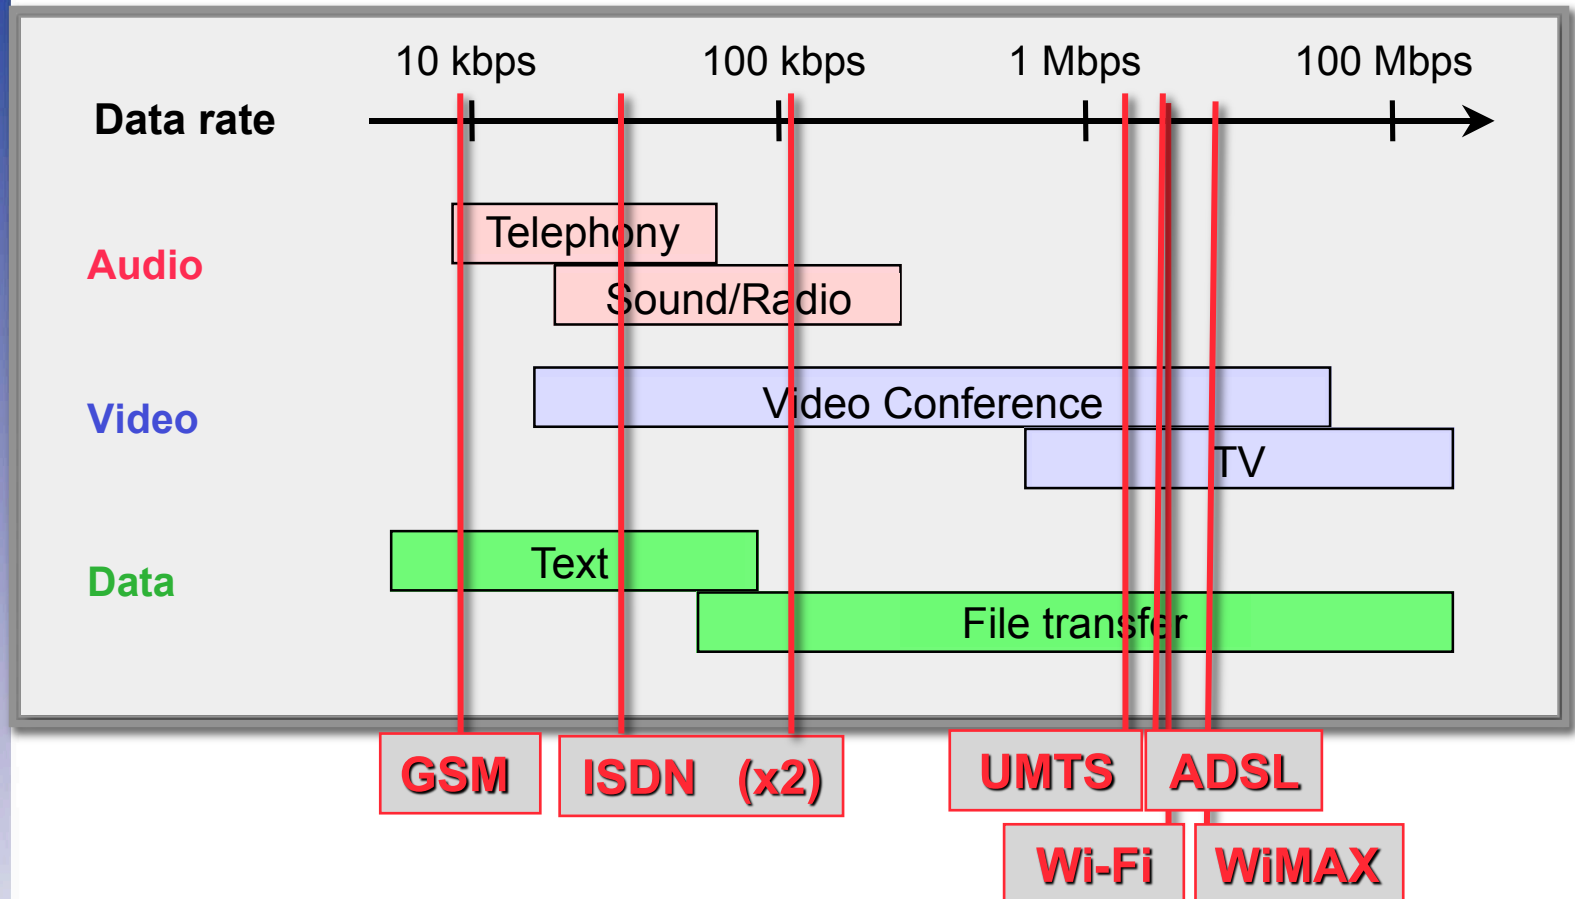 10 kbps 100 kbps 1 Mbps 100 Mbps
Data rate
Telephony
Audio
Sound/Radio
Video Conference
Video
TV
Text
Data
File transfer
GSM ISDN (x2) UMTS ADSL
Wi-Fi WiMAX